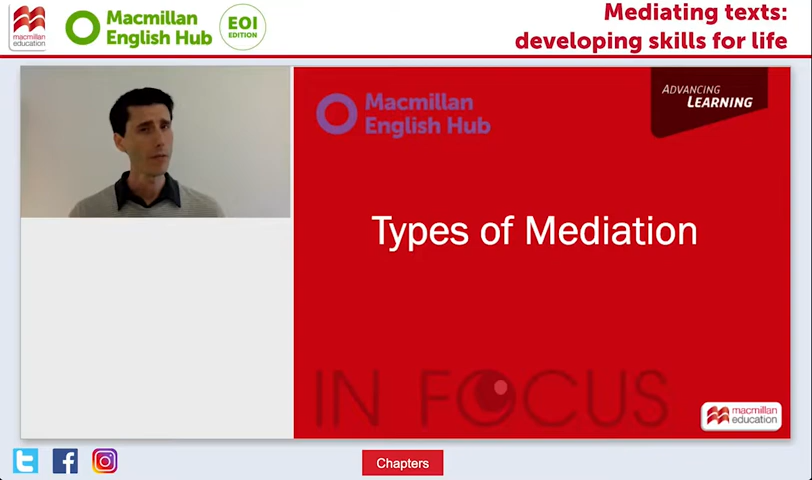 macmillan
education
Macmillan
English Hub
EOI
EDITION
Mediating texts:
developing skills for life
Macmillan
English Hub
ADVANCING
LEARNING
Types of Mediation
IN FOCUS
macmillan
education
Chapters